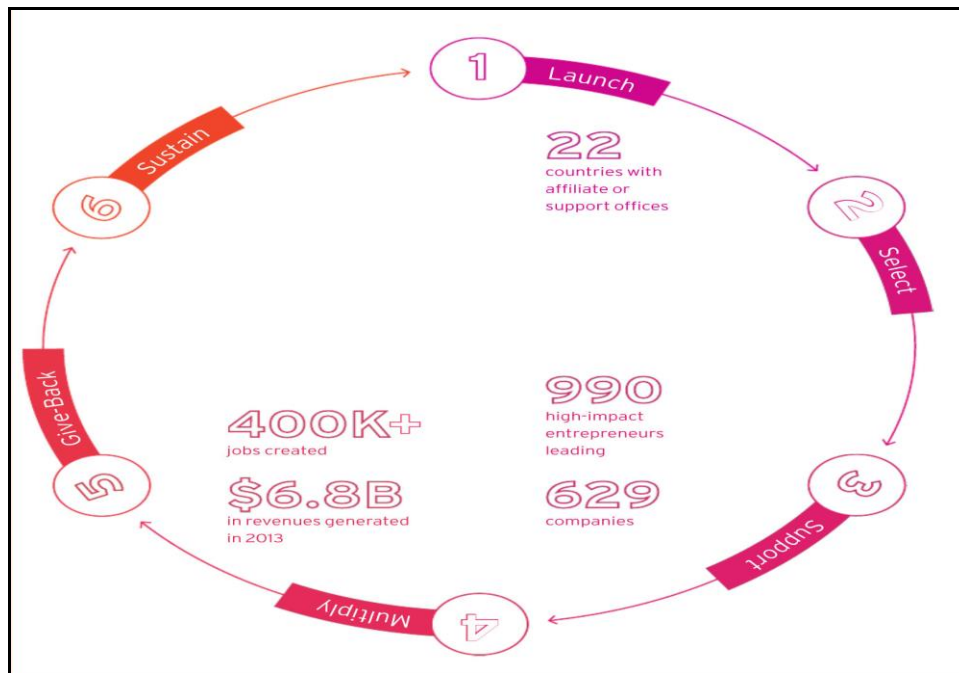 1
Launch
22
countries with
affiliate or
support offices
2
Select
990
high-impact
entrepreneurs
leading
629
companies
3
Support
400K+
jobs created
$6.8B
in revenues generated
in 2013
4
Multiply
5
Give-Back
6
Sustain